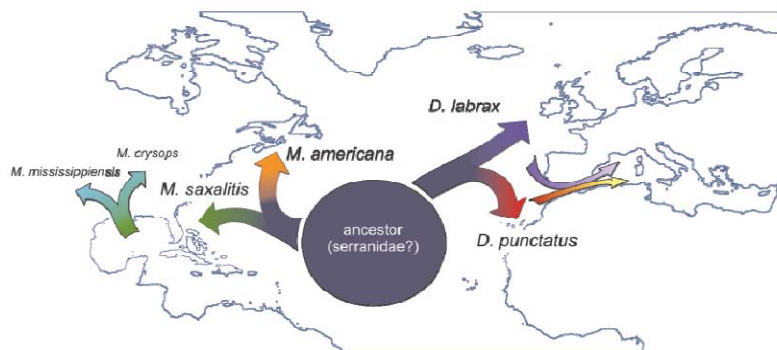 D. labrax
M. crysops
M. americana
M. mississippiensis
M. saxalitis
ancestor
(serranidae?)
D. punctatus